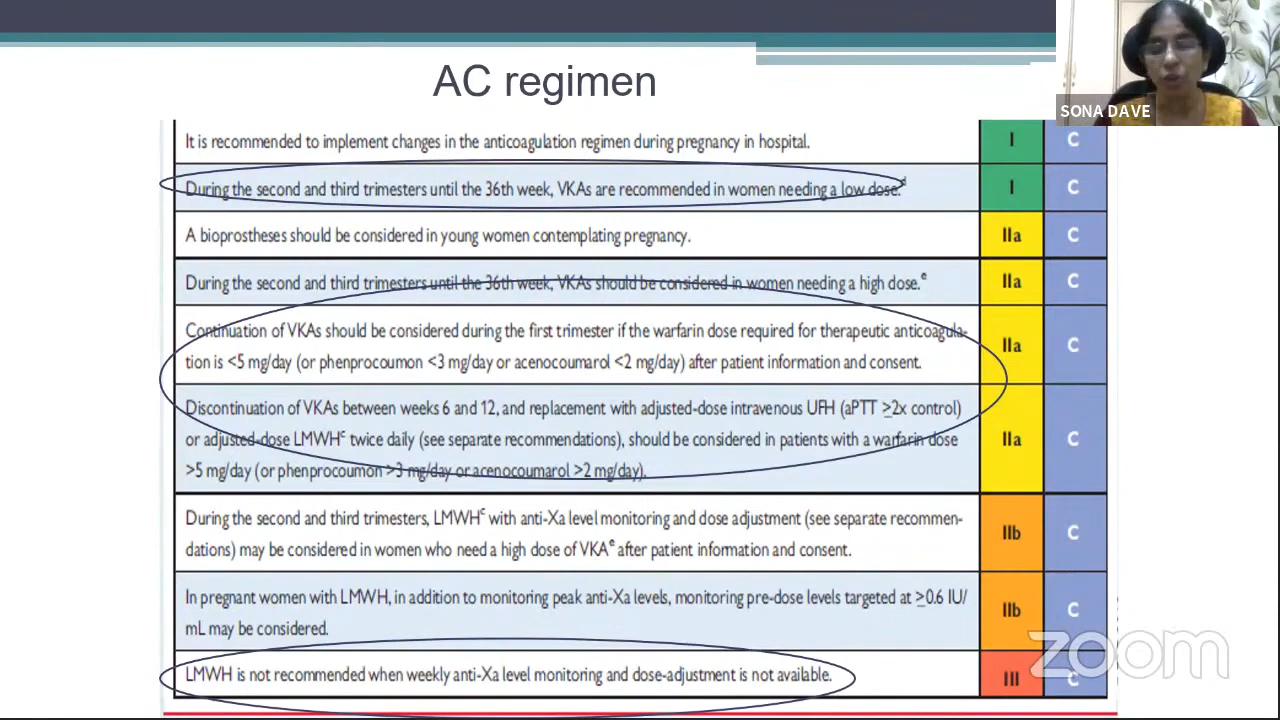 AC regimen
SONA DAVE
It is recommended to implement changes in the anticoagulation regimen during pregnancy in hospital. I C
During the second and third trimesters until the 36th week, VKAs are recommended in women needing a low dose.d I C
A bioprostheses should be considered in young women contemplating pregnancy. IIa C
During the second and third trimesters until the 36th week, VKAs should be considered in women needing a high dose.e IIa C
Continuation of VKAs should be considered during the first trimester if the warfarin dose required for therapeutic anticoagula-
tion is <5 mg/day (or phenprocoumon <3 mg/day or acenocoumarol <2 mg/day) after patient information and consent.
IIa C
Discontinuation of VKAs between weeks 6 and 12, and replacement with adjusted-dose intravenous UFH (aPTT ≥2x control)
or adjusted-dose LMWHc twice daily (see separate recommendations), should be considered in patients with a warfarin dose
>5 mg/day (or phenprocoumon >3 mg/day or acenocoumarol >2 mg/day).
IIa C
During the second and third trimesters, LMWHc with anti-Xa level monitoring and dose adjustment (see separate recommen-
dations) may be considered in women who need a high dose of VKAe after patient information and consent.
IIb C
In pregnant women with LMWH, in addition to monitoring peak anti-Xa levels, monitoring pre-dose levels targeted at ≥0.6 IU/
mL may be considered.
IIb C
LMWH is not recommended when weekly anti-Xa level monitoring and dose-adjustment is not available. III C
zoom